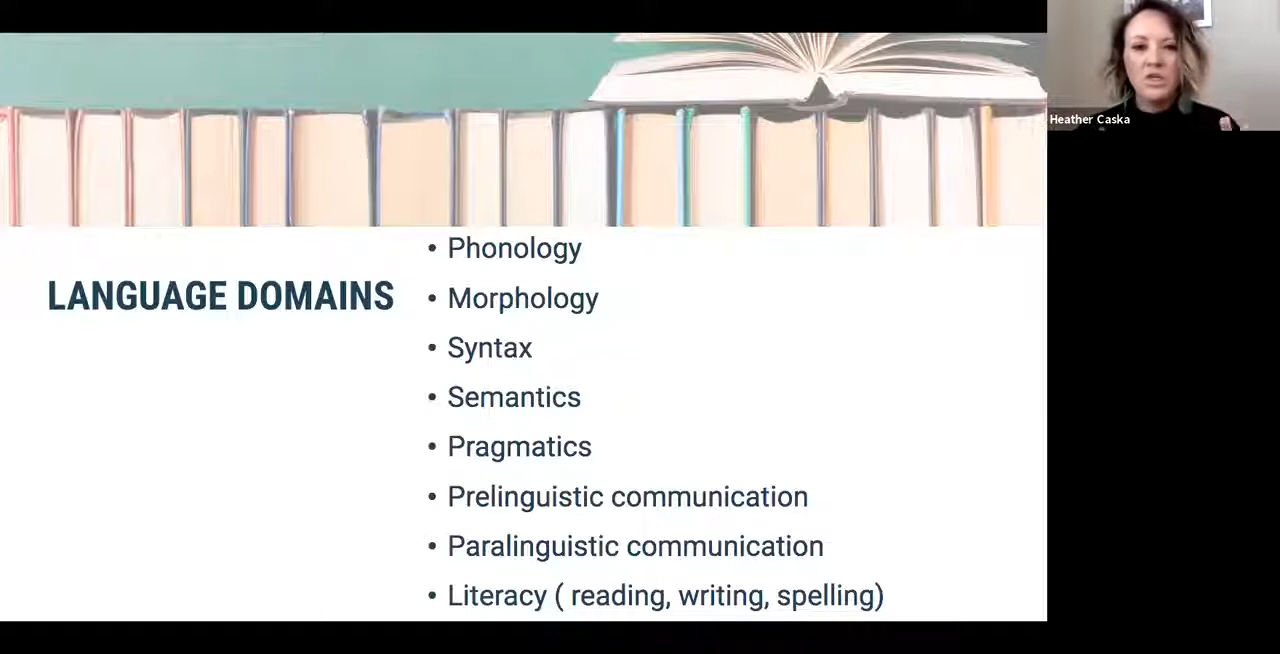 Heather Caska
LANGUAGE DOMAINS
• Phonology
• Morphology
• Syntax
• Semantics
• Pragmatics
• Prelinguistic communication
• Paralinguistic communication
• Literacy ( reading, writing, spelling)